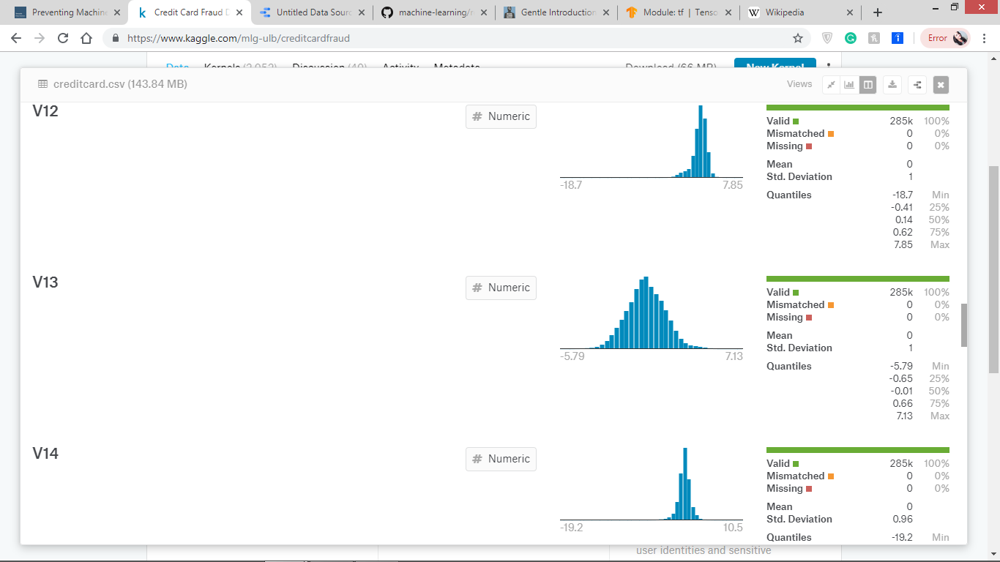 Preventing Machine
Credit Card Fraud D
Untitled Data Sourc
machine-learning/r
Gentle Introduction
Module: tf | Tenso
W Wikipedia
https://www.kaggle.com/mlg-ulb/creditcardfraud
Error
Data Kernels (2,052) Discussion (40) Activity Metadata Download (66 MB) New Kernel
creditcard.csv (143.84 MB)
Views
V12
# Numeric
-18.7 7.85
Valid 285k 100%
Mismatched 0 0%
Missing 0 0%
Mean 0
Std. Deviation 1
Quantiles -18.7 Min
-0.41 25%
0.14 50%
0.62 75%
7.85 Max
V13
# Numeric
-5.79 7.13
Valid 285k 100%
Mismatched 0 0%
Missing 0 0%
Mean 0
Std. Deviation 1
Quantiles -5.79 Min
-0.65 25%
-0.01 50%
0.66 75%
7.13 Max
V14
# Numeric
-19.2 10.5
Valid 285k 100%
Mismatched 0 0%
Missing 0 0%
Mean 0
Std. Deviation 0.96
Quantiles -19.2 Min
user identities and sensitive